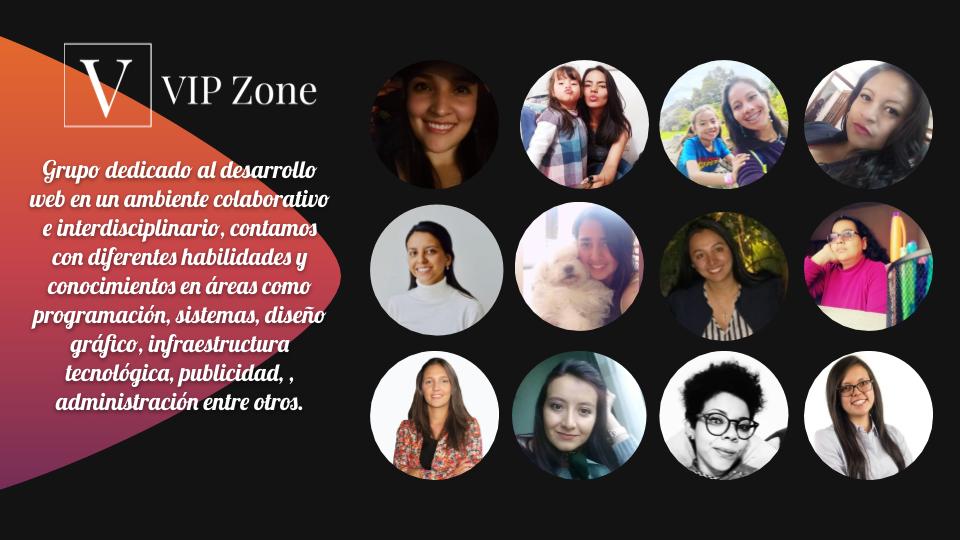 V VIP Zone
Grupo dedicado al desarrollo
web en un ambiente colaborativo
e interdisciplinario, contamos
con diferentes habilidades y
conocimientos en áreas como
programación, sistemas, diseño
gráfico, infraestructura
tecnológica, publicidad, ,
administración entre otros.